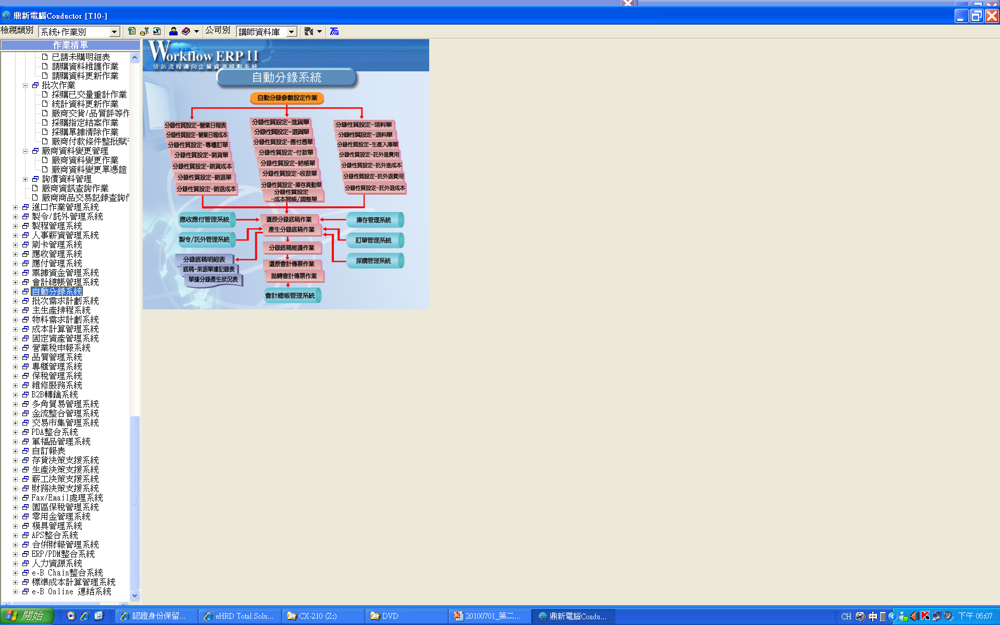 鼎新電腦Conductor [T10-]
檢視類別 系統+作業別 公司別 講師資料庫
作業清單
已請未購明細表
請購資料維護作業
請購資料更新作業
批次作業
採購已交量重計作業
統計資料更新作業
廠商交貨/品質評等作
採購指定結案作業
採購單據清除作業
廠商付款條件整批賦
廠商資料變更管理
廠商資料變更作業
廠商資料變更單憑證
詢價資料管理
廠商資訊查詢作業
廠商商品交易記錄查詢
進口作業管理系統
製令/託外管理系統
製程管理系統
人事薪資管理系統
刷卡管理系統
應收管理系統
應付管理系統
票據資金管理系統
會計總帳管理系統
自動分錄系統
批次需求計劃系統
主生產排程系統
物料需求計劃系統
成本計算管理系統
固定資產管理系統
營業稅申報系統
品質管理系統
專櫃管理系統
保稅管理系統
維修服務系統
B2B轉鑰系統
多角貿易管理系統
金流整合管理系統
交易市集管理系統
PDA整合系統
軍福品管理系統
自訂報表
存貨決策支援系統
生產決策支援系統
薪工決策支援系統
財務決策支援系統
Fax/Email處理系統
園區保稅管理系統
零用金管理系統
模具管理系統
APS整合系統
合併財報管理系統
ERP/PDM整合系統
人力資源系統
e-B Chain整合系統
標準成本計算管理系統
e-B Online 連結系統
Workflow ERP II
鼎新流程導向企業資源規劃系統
自動分錄系統
自動分錄參數設定作業
分錄性質設定-營業日報表
分錄性質設定-營業日報成本
分錄性質設定-專櫃訂單
分錄性質設定-銷貨單
分錄性質設定-銷貨成本
分錄性質設定-銷退單
分錄性質設定-銷退成本
分錄性質設定-進貨單
分錄性質設定-退貨單
分錄性質設定-應付憑單
分錄性質設定-付款單
分錄性質設定-結帳單
分錄性質設定-收款單
分錄性質設定-庫存異動單
分錄性質設定
-成本開帳/調整單
分錄性質設定-領料單
分錄性質設定-退料單
分錄性質設定-生產入庫單
分錄性質設定-託外進費用
分錄性質設定-託外進成本
分錄性質設定-託外退費用
分錄性質設定-託外退成本
應收應付管理系統
製令/託外管理系統
還原分錄底稿作業
產生分錄底稿作業
庫存管理系統
訂單管理系統
採購管理系統
分錄底稿維護作業
分錄底稿明細表
底稿-來源單據記錄表
單據分錄產生狀況表
還原會計傳票作業
拋轉會計傳票作業
會計總帳管理系統
開始 認證身份保留... eHRD Total Solu... CX-210 (Z:) DVD 20100701_第二... 鼎新電腦Condu... CH 中 下午 06:07